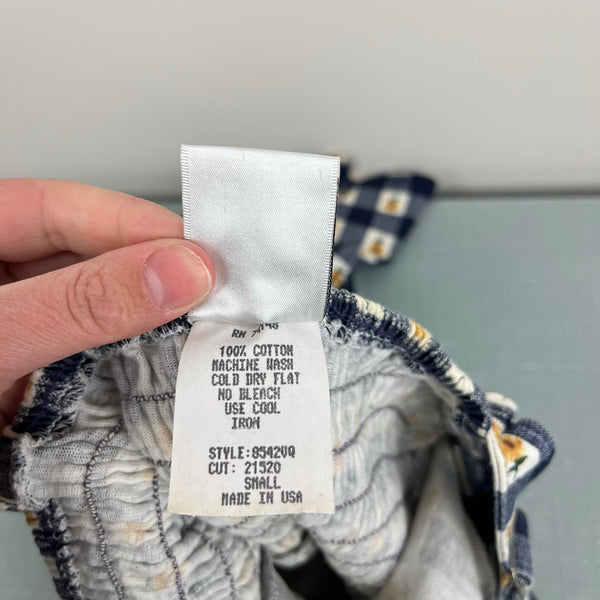 RN
100% COTTON
MACHINE WASH
COLD DRY FLAT
NO BLEACH
USE COOL
IRON
STYLE:8542VQ
CUT: 21520
SMALL
MADE IN USA